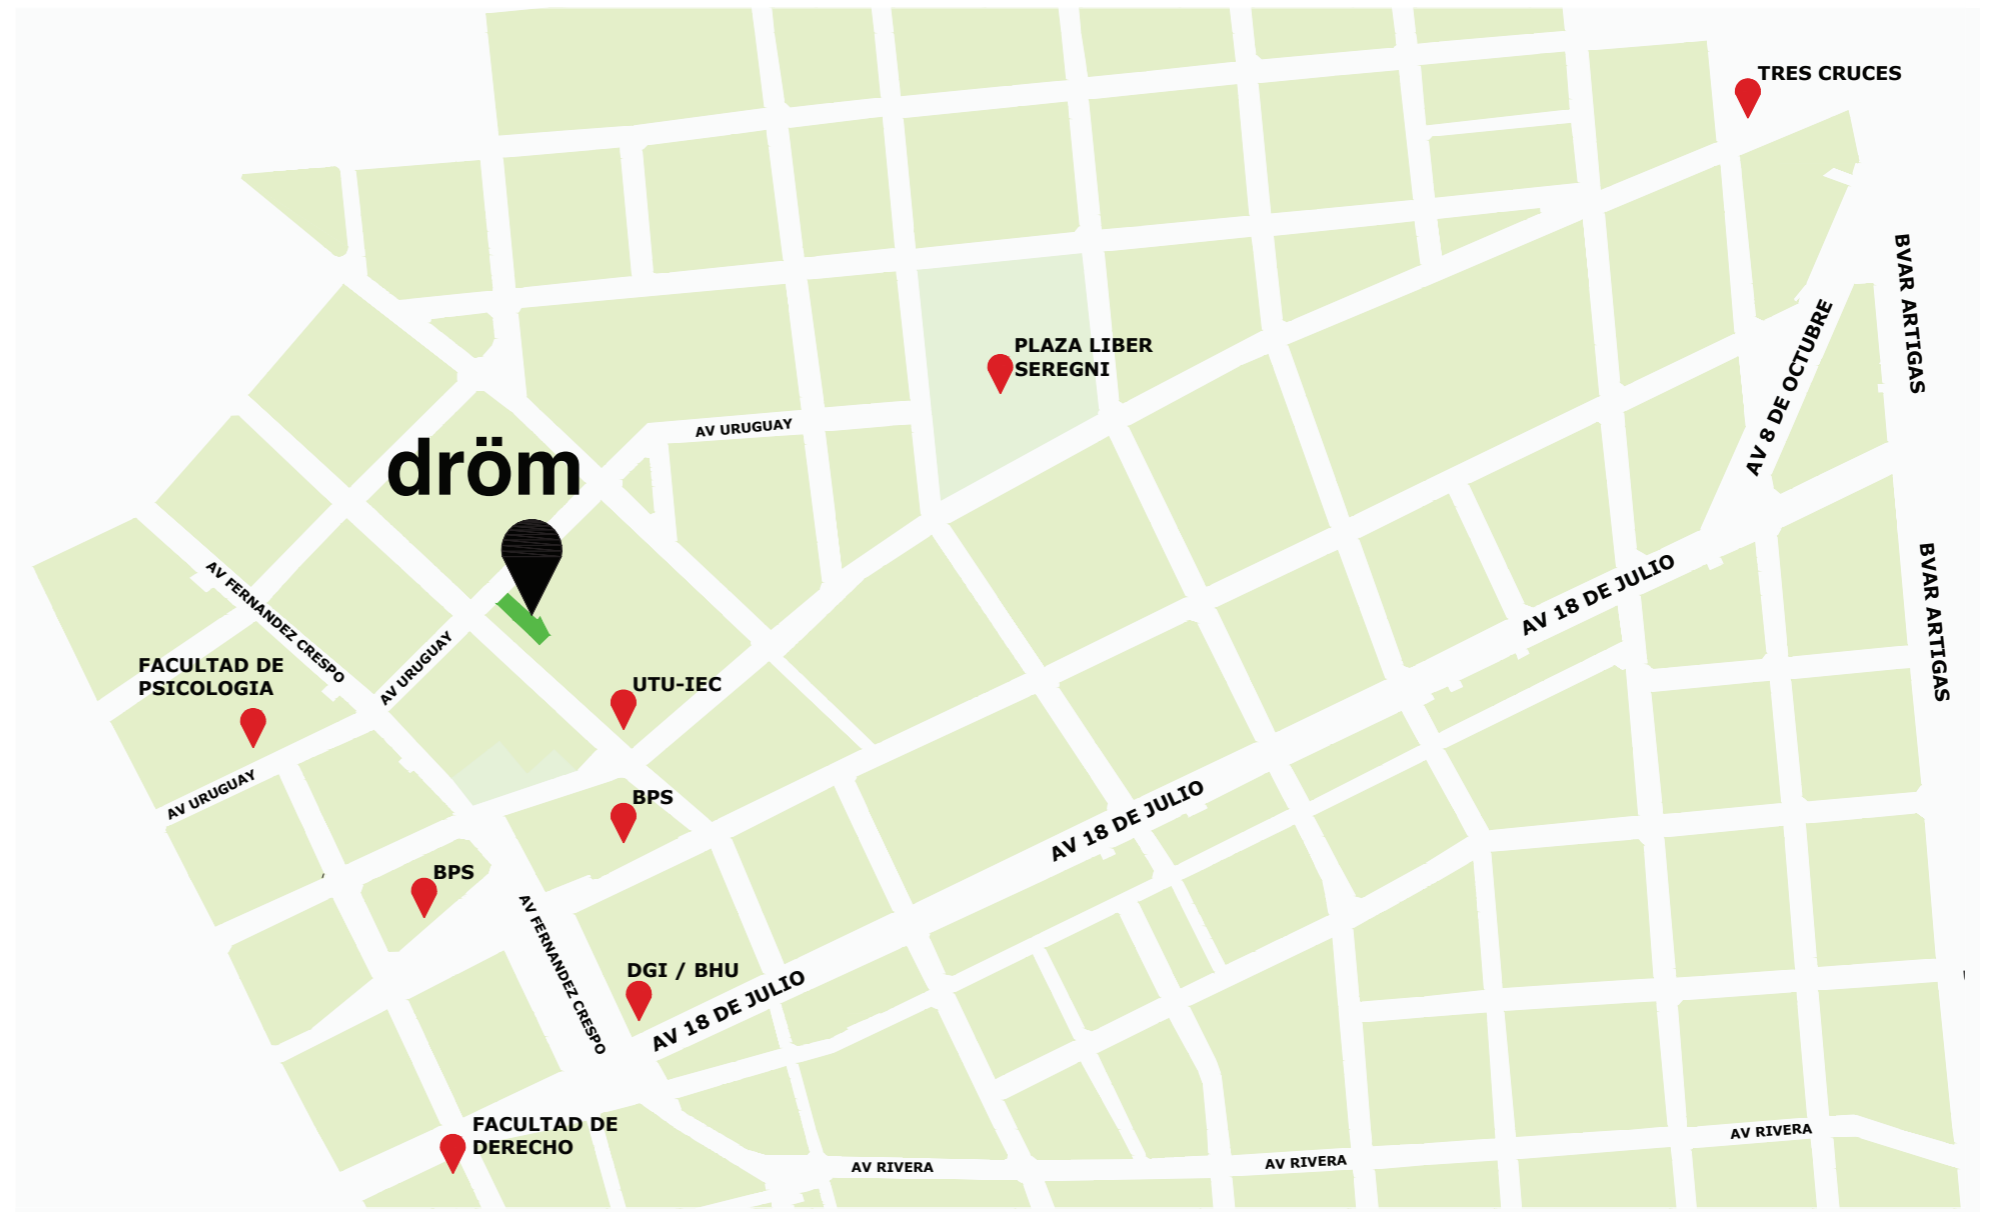 TRES CRUCES
BVAR ARTIGAS
AV 8 DE OCTUBRE
PLAZA LIBER
SEREGNI
AV URUGUAY
dröm
AV FERNANDEZ CRESPO
AV URUGUAY
AV 18 DE JULIO
BVAR ARTIGAS
FACULTAD DE
PSICOLOGIA
UTU-IEC
AV URUGUAY
BPS
AV 18 DE JULIO
BPS
AV FERNANDEZ CRESPO
DGI / BHU
AV 18 DE JULIO
FACULTAD DE
DERECHO
AV RIVERA
AV RIVERA
AV RIVERA